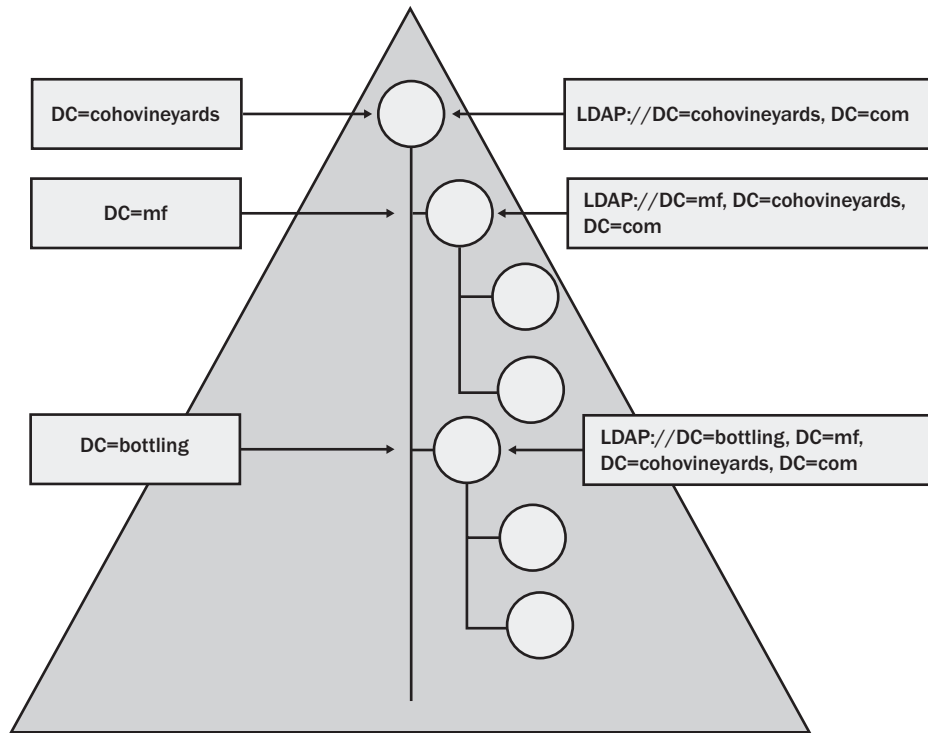 DC=cohovineyards
LDAP://DC=cohovineyards, DC=com
DC=mf
LDAP://DC=mf, DC=cohovineyards,
DC=com
DC=bottling
LDAP://DC=bottling, DC=mf,
DC=cohovineyards, DC=com